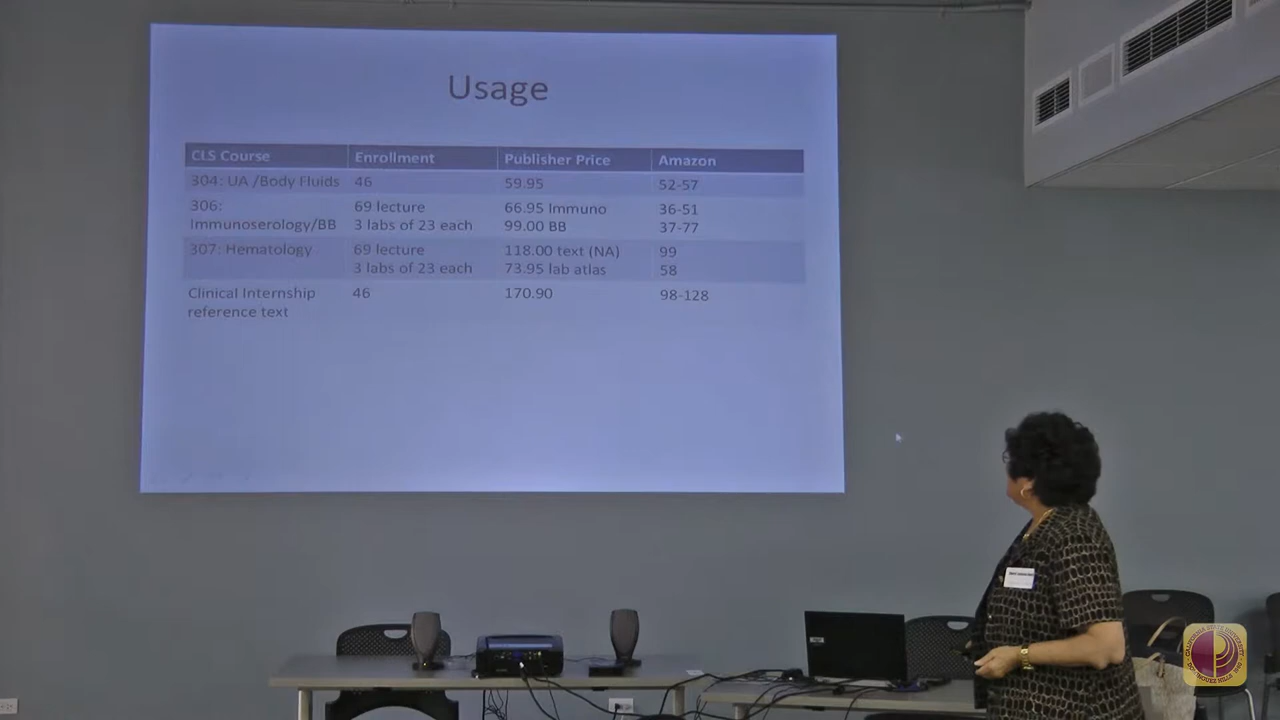 Usage
CLS Course Enrollment Publisher Price Amazon
304: UA /Body Fluids 46 59.95 52-57
306: 69 lecture 66.95 Immuno 36-51
Immunoserology/BB 3 labs of 23 each 99.00 BB 37-77
307: Hematology 69 lecture 118.00 text (NA) 99
3 labs of 23 each 73.95 lab atlas 58
Clinical Internship 46 170.90 98-128
reference text